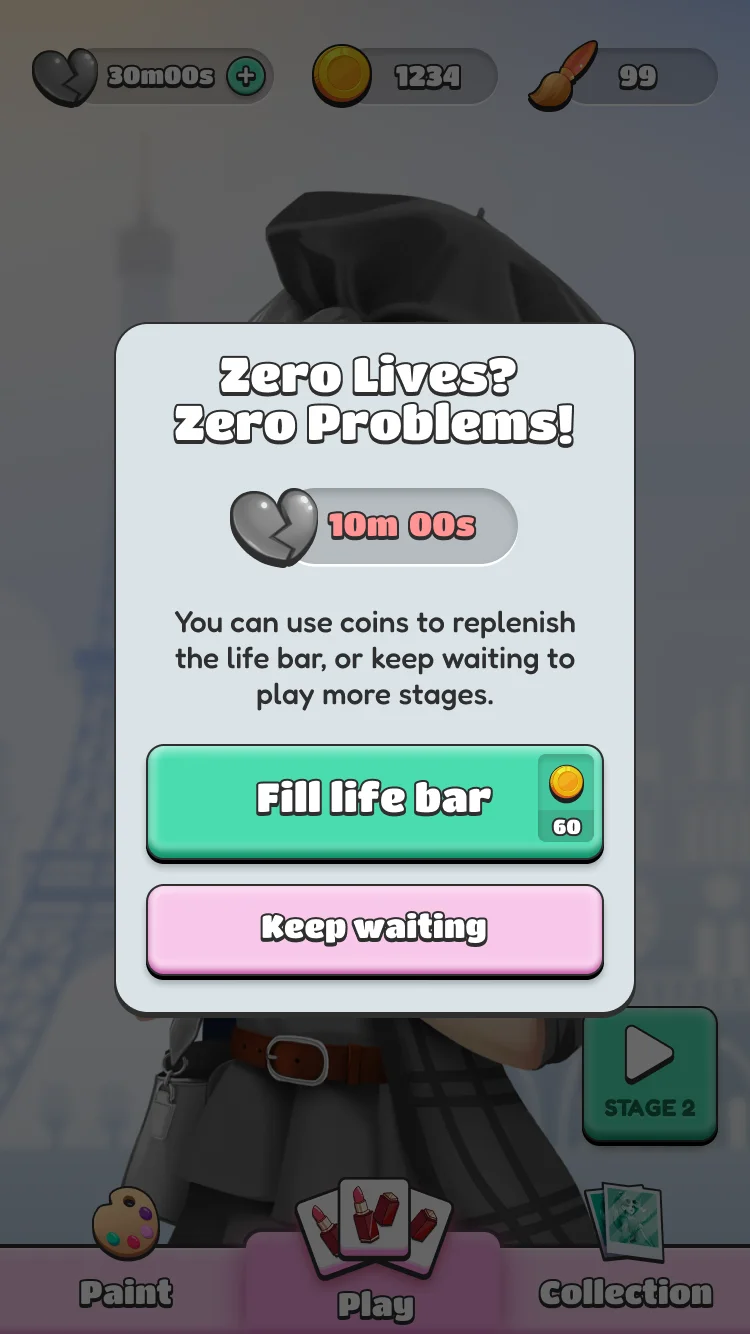 30m00s
1234
99
Zero Lives?
Zero Problems!
10m 00s
You can use coins to replenish
the life bar, or keep waiting to
play more stages.
Fill life bar
60
Keep waiting
STAGE 2
Paint
Play
Collection